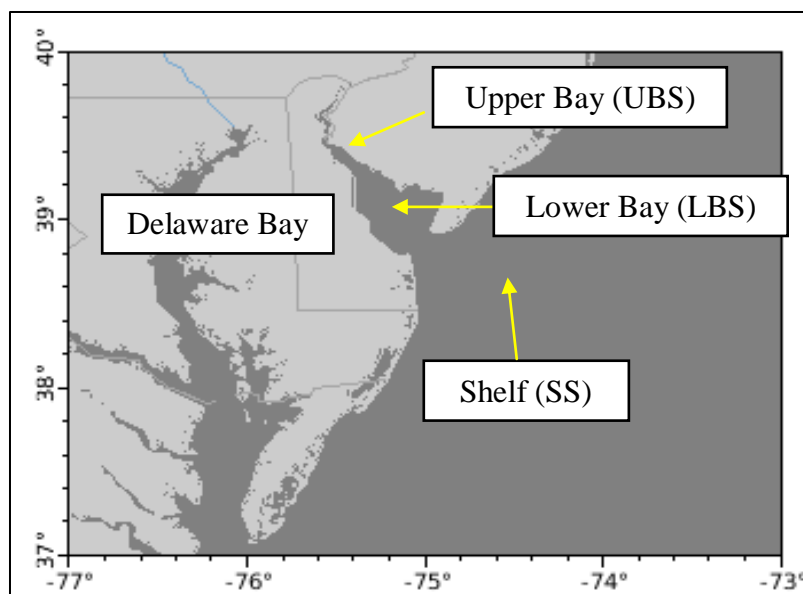 40°
Upper Bay (UBS)
Delaware Bay
Lower Bay (LBS)
39°
Shelf (SS)
38°
37°
-77°
-76°
-75°
-74°
-73°